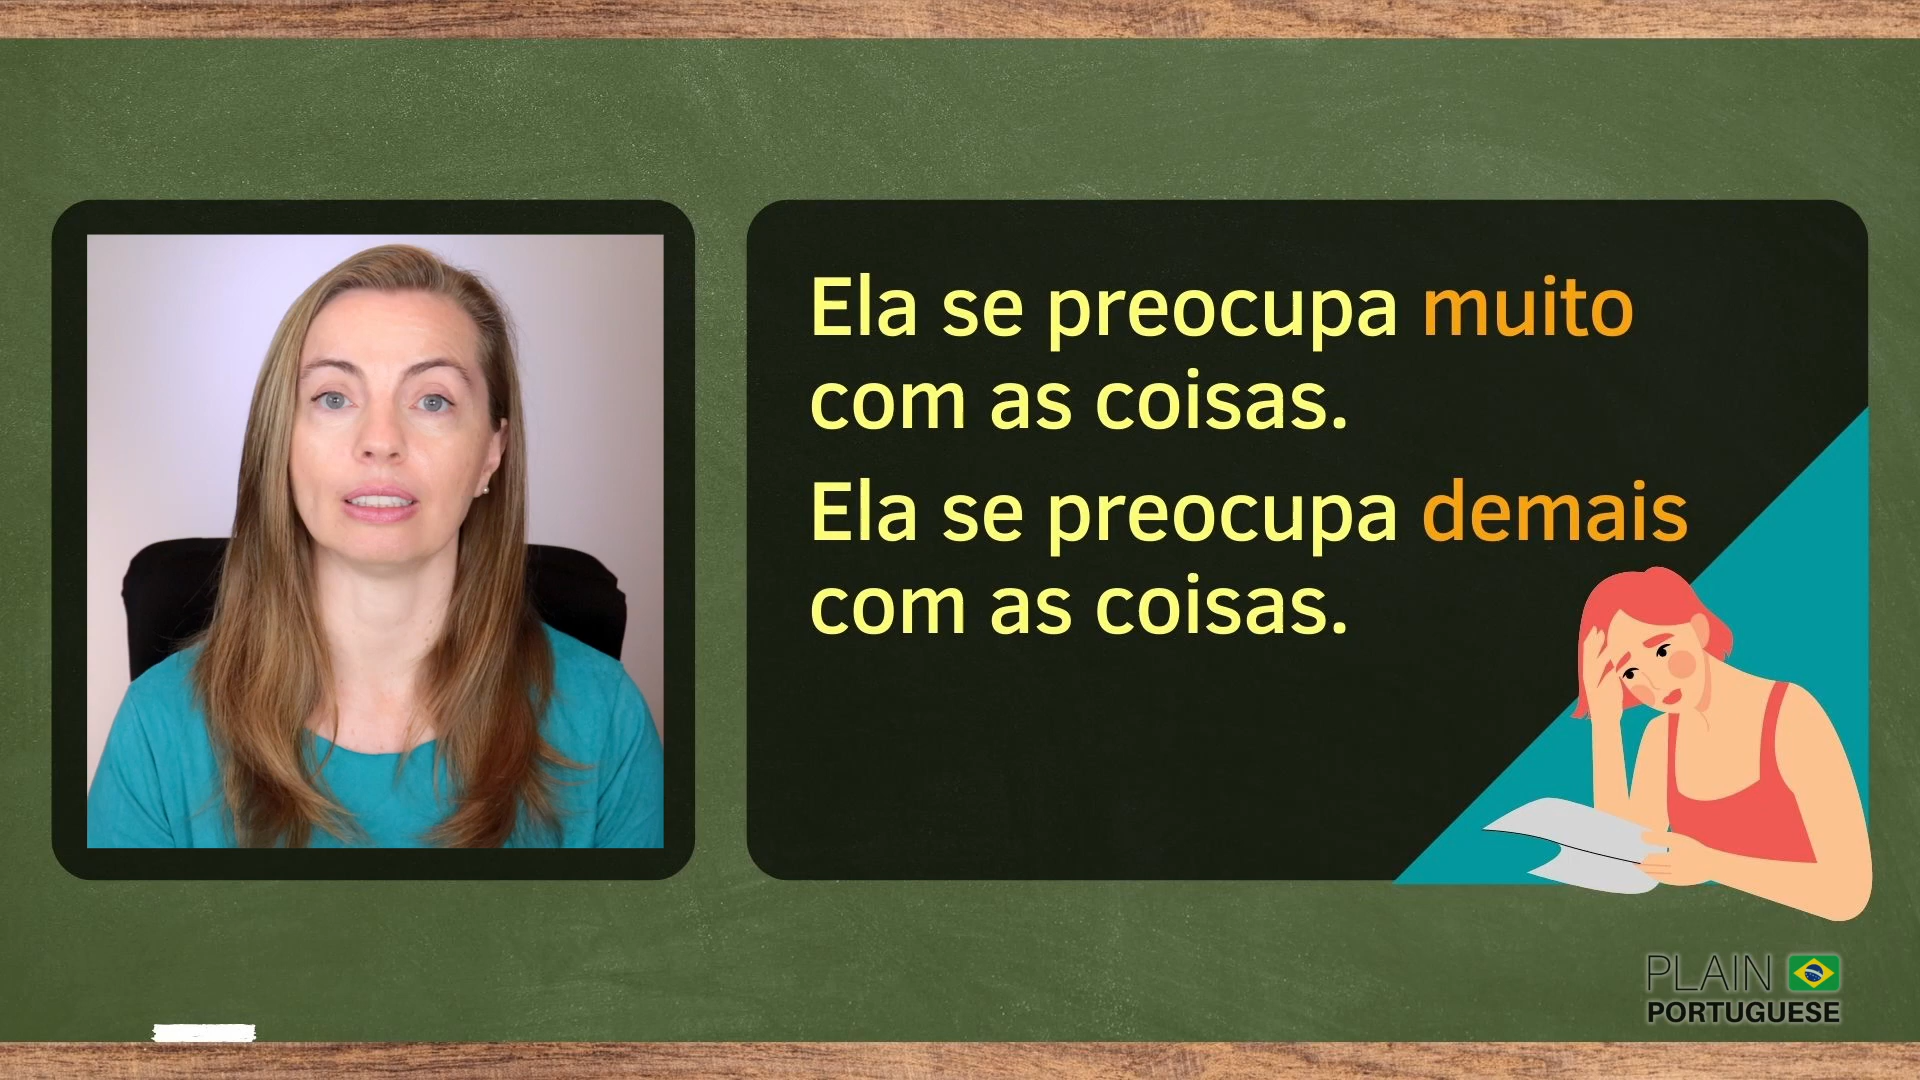 Ela se preocupa muito
com as coisas.
Ela se preocupa demais
com as coisas.
PLAIN
PORTUGUESE